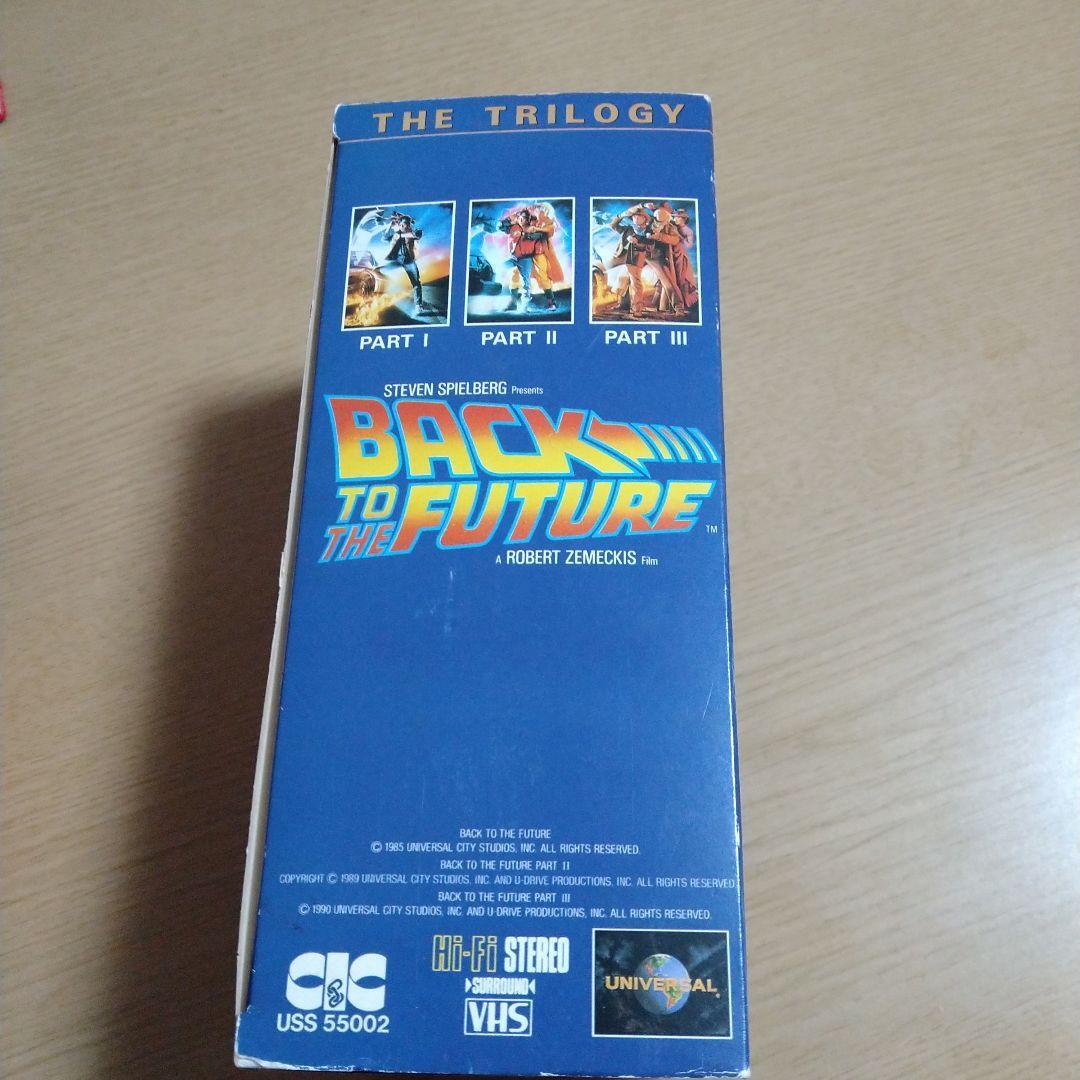 THE TRILOGY
PART I
PART II
PART III
STEVEN SPIELBERG Presents
BACK
TO
THE FUTURE™
A ROBERT ZEMECKIS Film
BACK TO THE FUTURE
© 1985 UNIVERSAL CITY STUDIOS, INC. ALL RIGHTS RESERVED.
BACK TO THE FUTURE PART II
COPYRIGHT © 1989 UNIVERSAL CITY STUDIOS, INC. AND U-DRIVE PRODUCTIONS, INC. ALL RIGHTS RESERVED
BACK TO THE FUTURE PART III
© 1990 UNIVERSAL CITY STUDIOS, INC. AND U-DRIVE PRODUCTIONS, INC. ALL RIGHTS RESERVED.
CIC
USS 55002
Hi-Fi STEREO
SURROUND
VHS
UNIVERSAL®